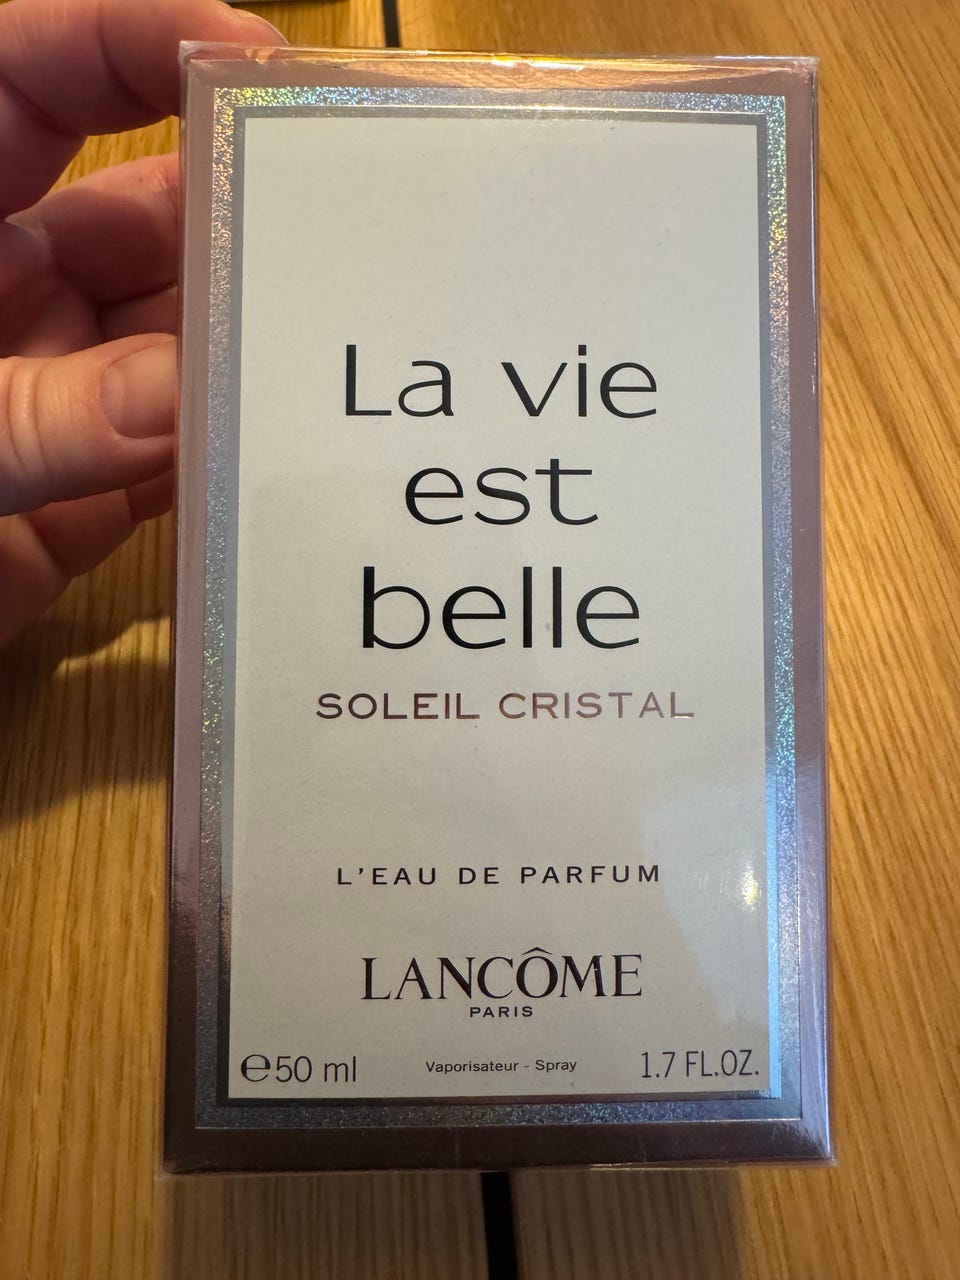 La vie
est
belle
SOLEIL CRISTAL
L'EAU DE PARFUM
LANCÔME
PARIS
℮50 ml Vaporisateur - Spray 1.7 FL.OZ.